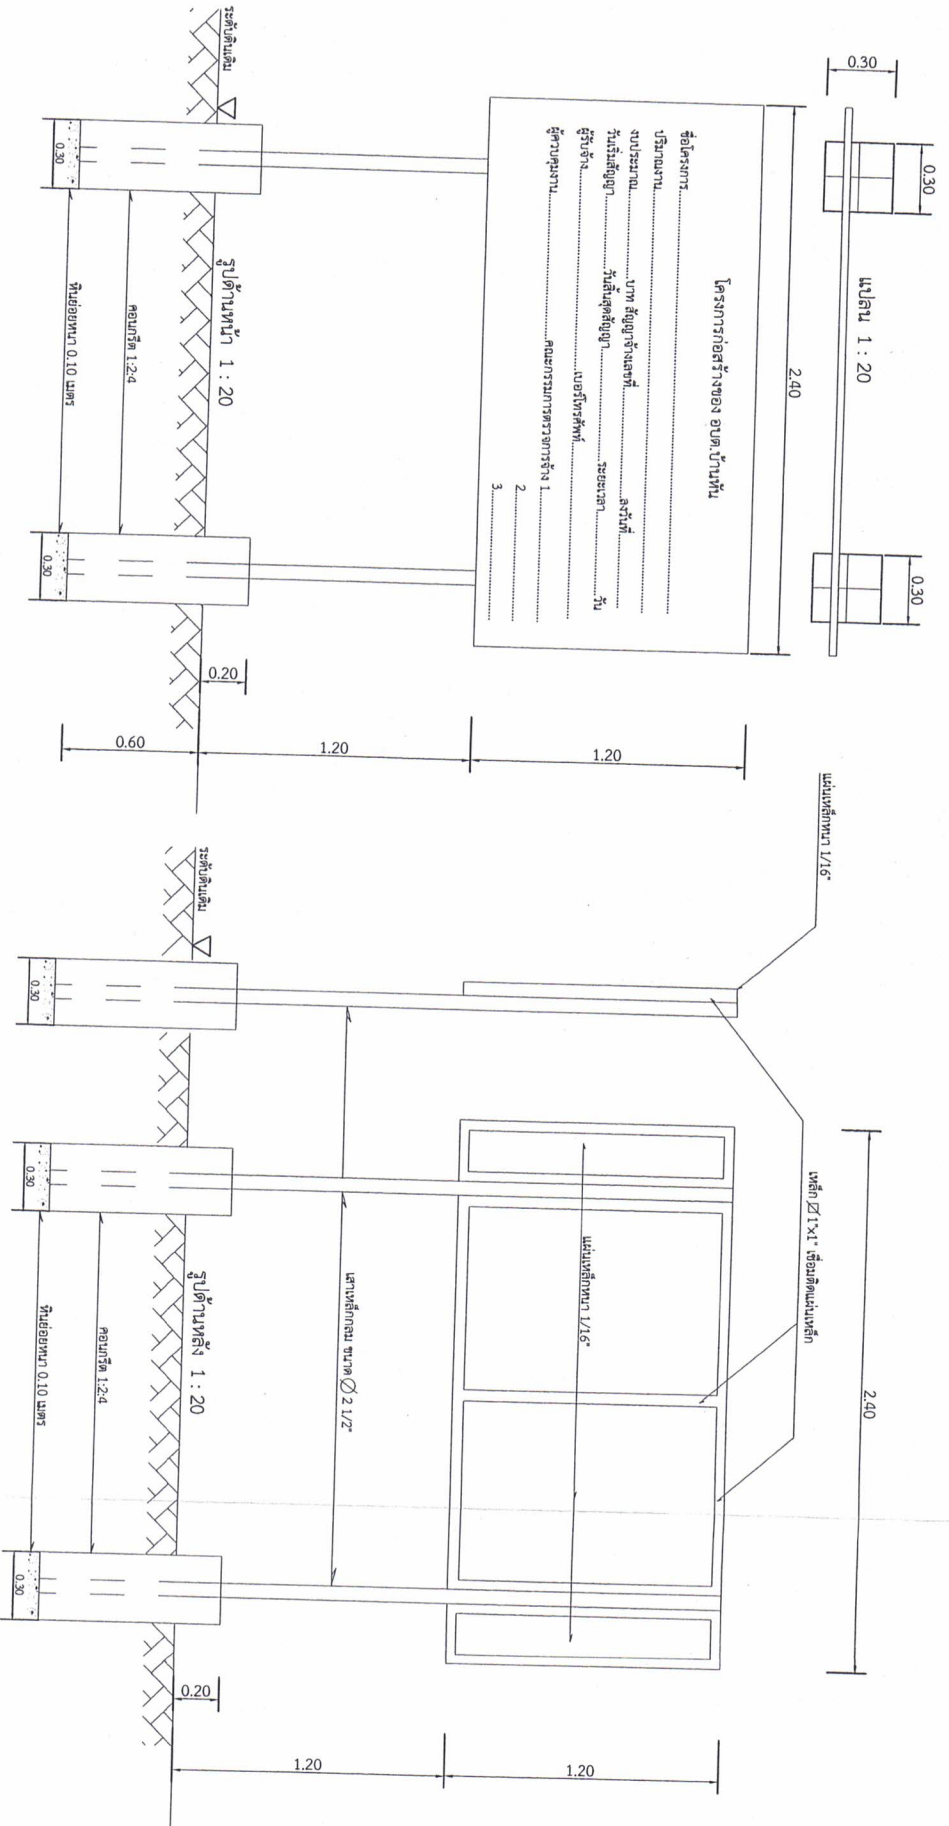 0.30
0.30
แปลน 1 : 20
0.30
2.40
โครงการก่อสร้างของ อบต.บ้านหัน
ชื่อโครงการ
ปริมาณงาน
งบประมาณ บาท สัญญาจ้างเลขที่ ลงวันที่
วันเริ่มสัญญา วันสิ้นสุดสัญญา ระยะเวลา วัน
ผู้รับจ้าง เบอร์โทรศัพท์
ผู้ควบคุมงาน คณะกรรมการตรวจการจ้าง 1
2
3
1.20
1.20
0.60
0.20
ระดับดินเดิม
รูปด้านหน้า 1 : 20
คอนกรีต 1:2:4
หินย่อยหนา 0.10 เมตร
0.30
0.30
แผ่นเหล็กหนา 1/16"
เหล็ก ∅ 1"x1" เชื่อมติดแผ่นเหล็ก
2.40
แผ่นเหล็กหนา 1/16"
เสาเหล็กกลม ขนาด ∅ 2 1/2"
1.20
1.20
0.20
ระดับดินเดิม
รูปด้านหลัง 1 : 20
คอนกรีต 1:2:4
หินย่อยหนา 0.10 เมตร
0.30
0.30
0.30